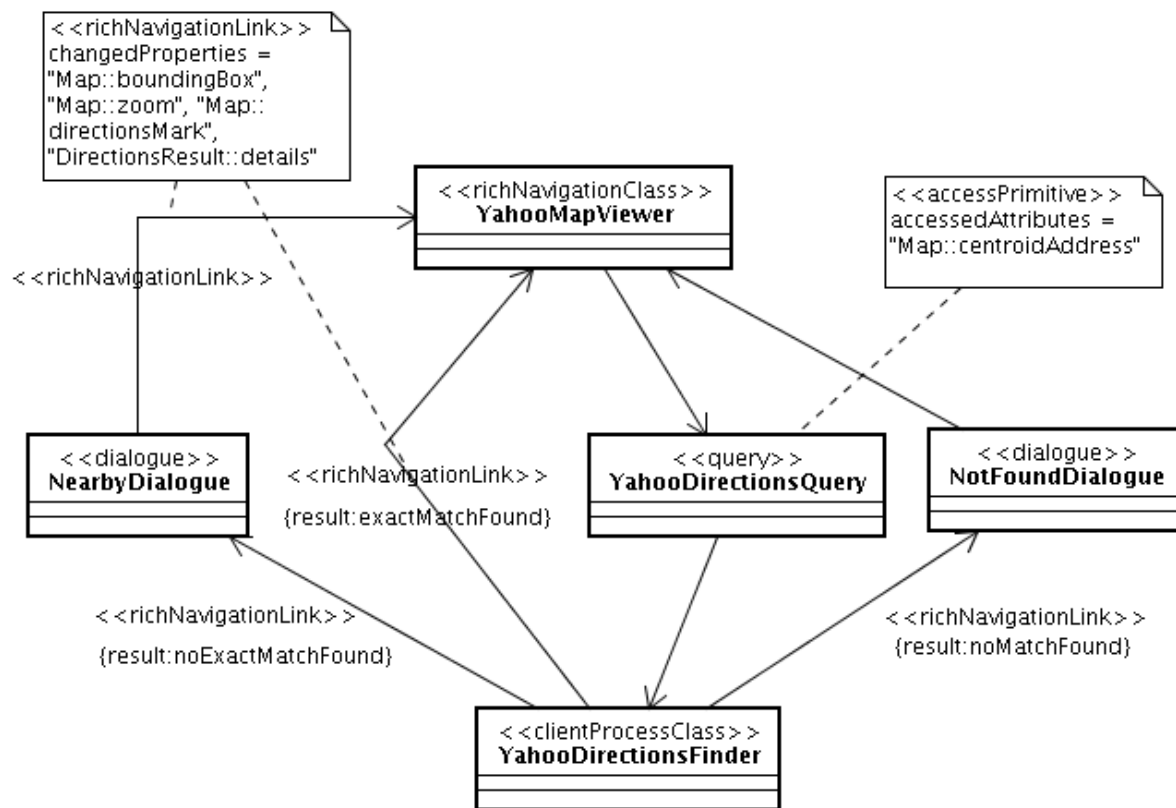 < <richNavigationLink> >
changedProperties =
"Map::boundingBox",
"Map::zoom", "Map::
directionsMark",
"DirectionsResult::details"
< <richNavigationClass> >
YahooMapViewer
< <accessPrimitive> >
accessedAttributes =
"Map::centroidAddress"
< <richNavigationLink> >
< <dialogue> >
NearbyDialogue
< <richNavigationLink> >
{result:exactMatchFound}
< <query> >
YahooDirectionsQuery
< <dialogue> >
NotFoundDialogue
< <richNavigationLink> >
{result:noExactMatchFound}
< <richNavigationLink> >
{result:noMatchFound}
< <clientProcessClass> >
YahooDirectionsFinder